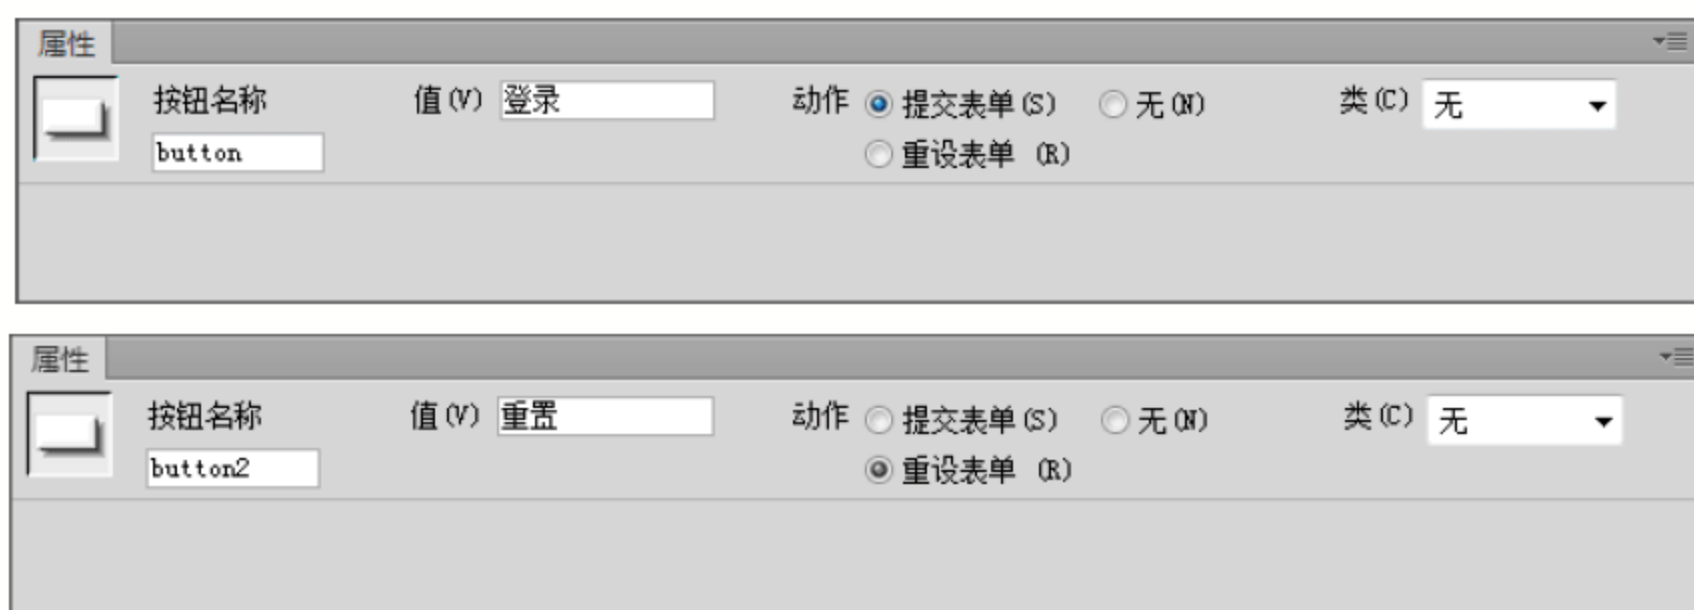 属性
按钮名称 值(V) 登录 动作 提交表单(S) 无(N) 类(C) 无
button 重设表单 (R)
属性
按钮名称 值(V) 重置 动作 提交表单(S) 无(N) 类(C) 无
button2 重设表单 (R)